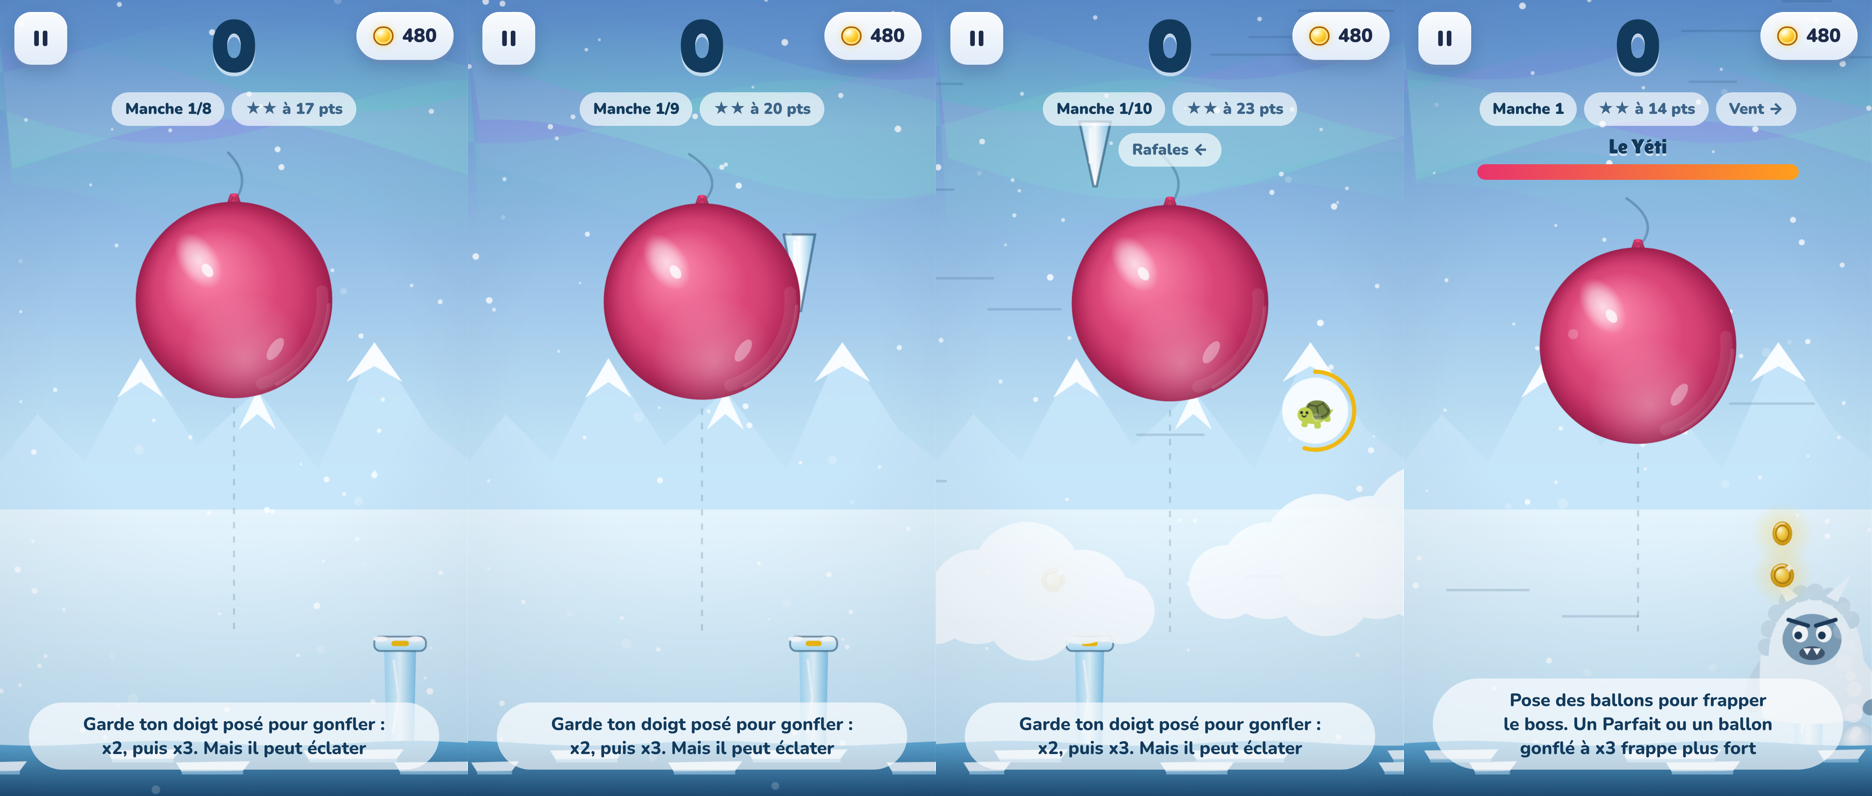 0
480
Manche 1/8
★★ à 17 pts
Garde ton doigt posé pour gonfler :
x2, puis x3. Mais il peut éclater
0
480
Manche 1/9
★★ à 20 pts
Garde ton doigt posé pour gonfler :
x2, puis x3. Mais il peut éclater
0
480
Manche 1/10
★★ à 23 pts
Rafales ←
Garde ton doigt posé pour gonfler :
x2, puis x3. Mais il peut éclater
0
480
Manche 1
★★ à 14 pts
Vent →
Le Yéti
Pose des ballons pour frapper
le boss. Un Parfait ou un ballon
gonflé à x3 frappe plus fort